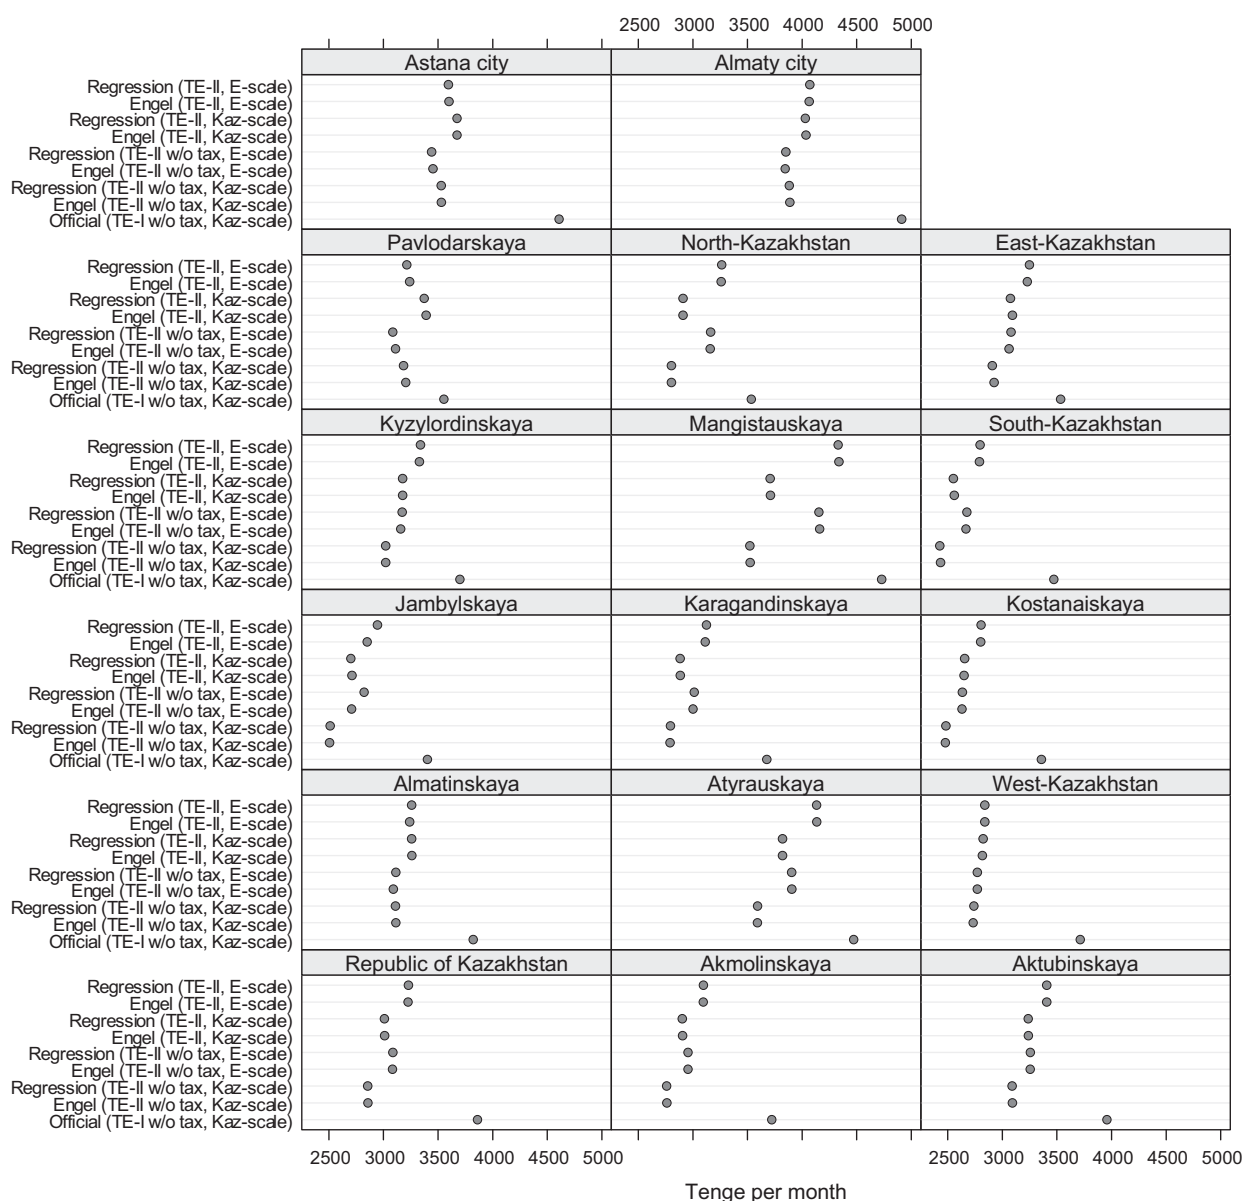 2500 3000 3500 4000 4500 5000
Astana city Almaty city
Regression (TE-II, E-scale)
Engel (TE-II, E-scale)
Regression (TE-II, Kaz-scale)
Engel (TE-II, Kaz-scale)
Regression (TE-II w/o tax, E-scale)
Engel (TE-II w/o tax, E-scale)
Regression (TE-II w/o tax, Kaz-scale)
Engel (TE-II w/o tax, Kaz-scale)
Official (TE-I w/o tax, Kaz-scale)
Pavlodarskaya North-Kazakhstan East-Kazakhstan
Regression (TE-II, E-scale)
Engel (TE-II, E-scale)
Regression (TE-II, Kaz-scale)
Engel (TE-II, Kaz-scale)
Regression (TE-II w/o tax, E-scale)
Engel (TE-II w/o tax, E-scale)
Regression (TE-II w/o tax, Kaz-scale)
Engel (TE-II w/o tax, Kaz-scale)
Official (TE-I w/o tax, Kaz-scale)
Kyzylordinskaya Mangistauskaya South-Kazakhstan
Regression (TE-II, E-scale)
Engel (TE-II, E-scale)
Regression (TE-II, Kaz-scale)
Engel (TE-II, Kaz-scale)
Regression (TE-II w/o tax, E-scale)
Engel (TE-II w/o tax, E-scale)
Regression (TE-II w/o tax, Kaz-scale)
Engel (TE-II w/o tax, Kaz-scale)
Official (TE-I w/o tax, Kaz-scale)
Jambylskaya Karagandinskaya Kostanaiskaya
Regression (TE-II, E-scale)
Engel (TE-II, E-scale)
Regression (TE-II, Kaz-scale)
Engel (TE-II, Kaz-scale)
Regression (TE-II w/o tax, E-scale)
Engel (TE-II w/o tax, E-scale)
Regression (TE-II w/o tax, Kaz-scale)
Engel (TE-II w/o tax, Kaz-scale)
Official (TE-I w/o tax, Kaz-scale)
Almatinskaya Atyrauskaya West-Kazakhstan
Regression (TE-II, E-scale)
Engel (TE-II, E-scale)
Regression (TE-II, Kaz-scale)
Engel (TE-II, Kaz-scale)
Regression (TE-II w/o tax, E-scale)
Engel (TE-II w/o tax, E-scale)
Regression (TE-II w/o tax, Kaz-scale)
Engel (TE-II w/o tax, Kaz-scale)
Official (TE-I w/o tax, Kaz-scale)
Republic of Kazakhstan Akmolinskaya Aktubinskaya
Regression (TE-II, E-scale)
Engel (TE-II, E-scale)
Regression (TE-II, Kaz-scale)
Engel (TE-II, Kaz-scale)
Regression (TE-II w/o tax, E-scale)
Engel (TE-II w/o tax, E-scale)
Regression (TE-II w/o tax, Kaz-scale)
Engel (TE-II w/o tax, Kaz-scale)
Official (TE-I w/o tax, Kaz-scale)
2500 3000 3500 4000 4500 5000 2500 3000 3500 4000 4500 5000
Tenge per month